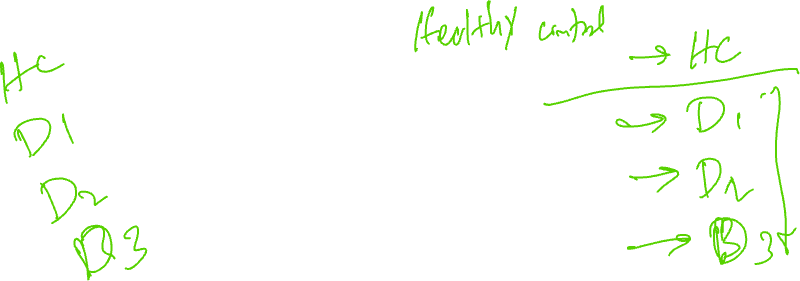 Healthy control
→ HC
HC
D1
D2
D3
→ D1
→ D2
→ D3